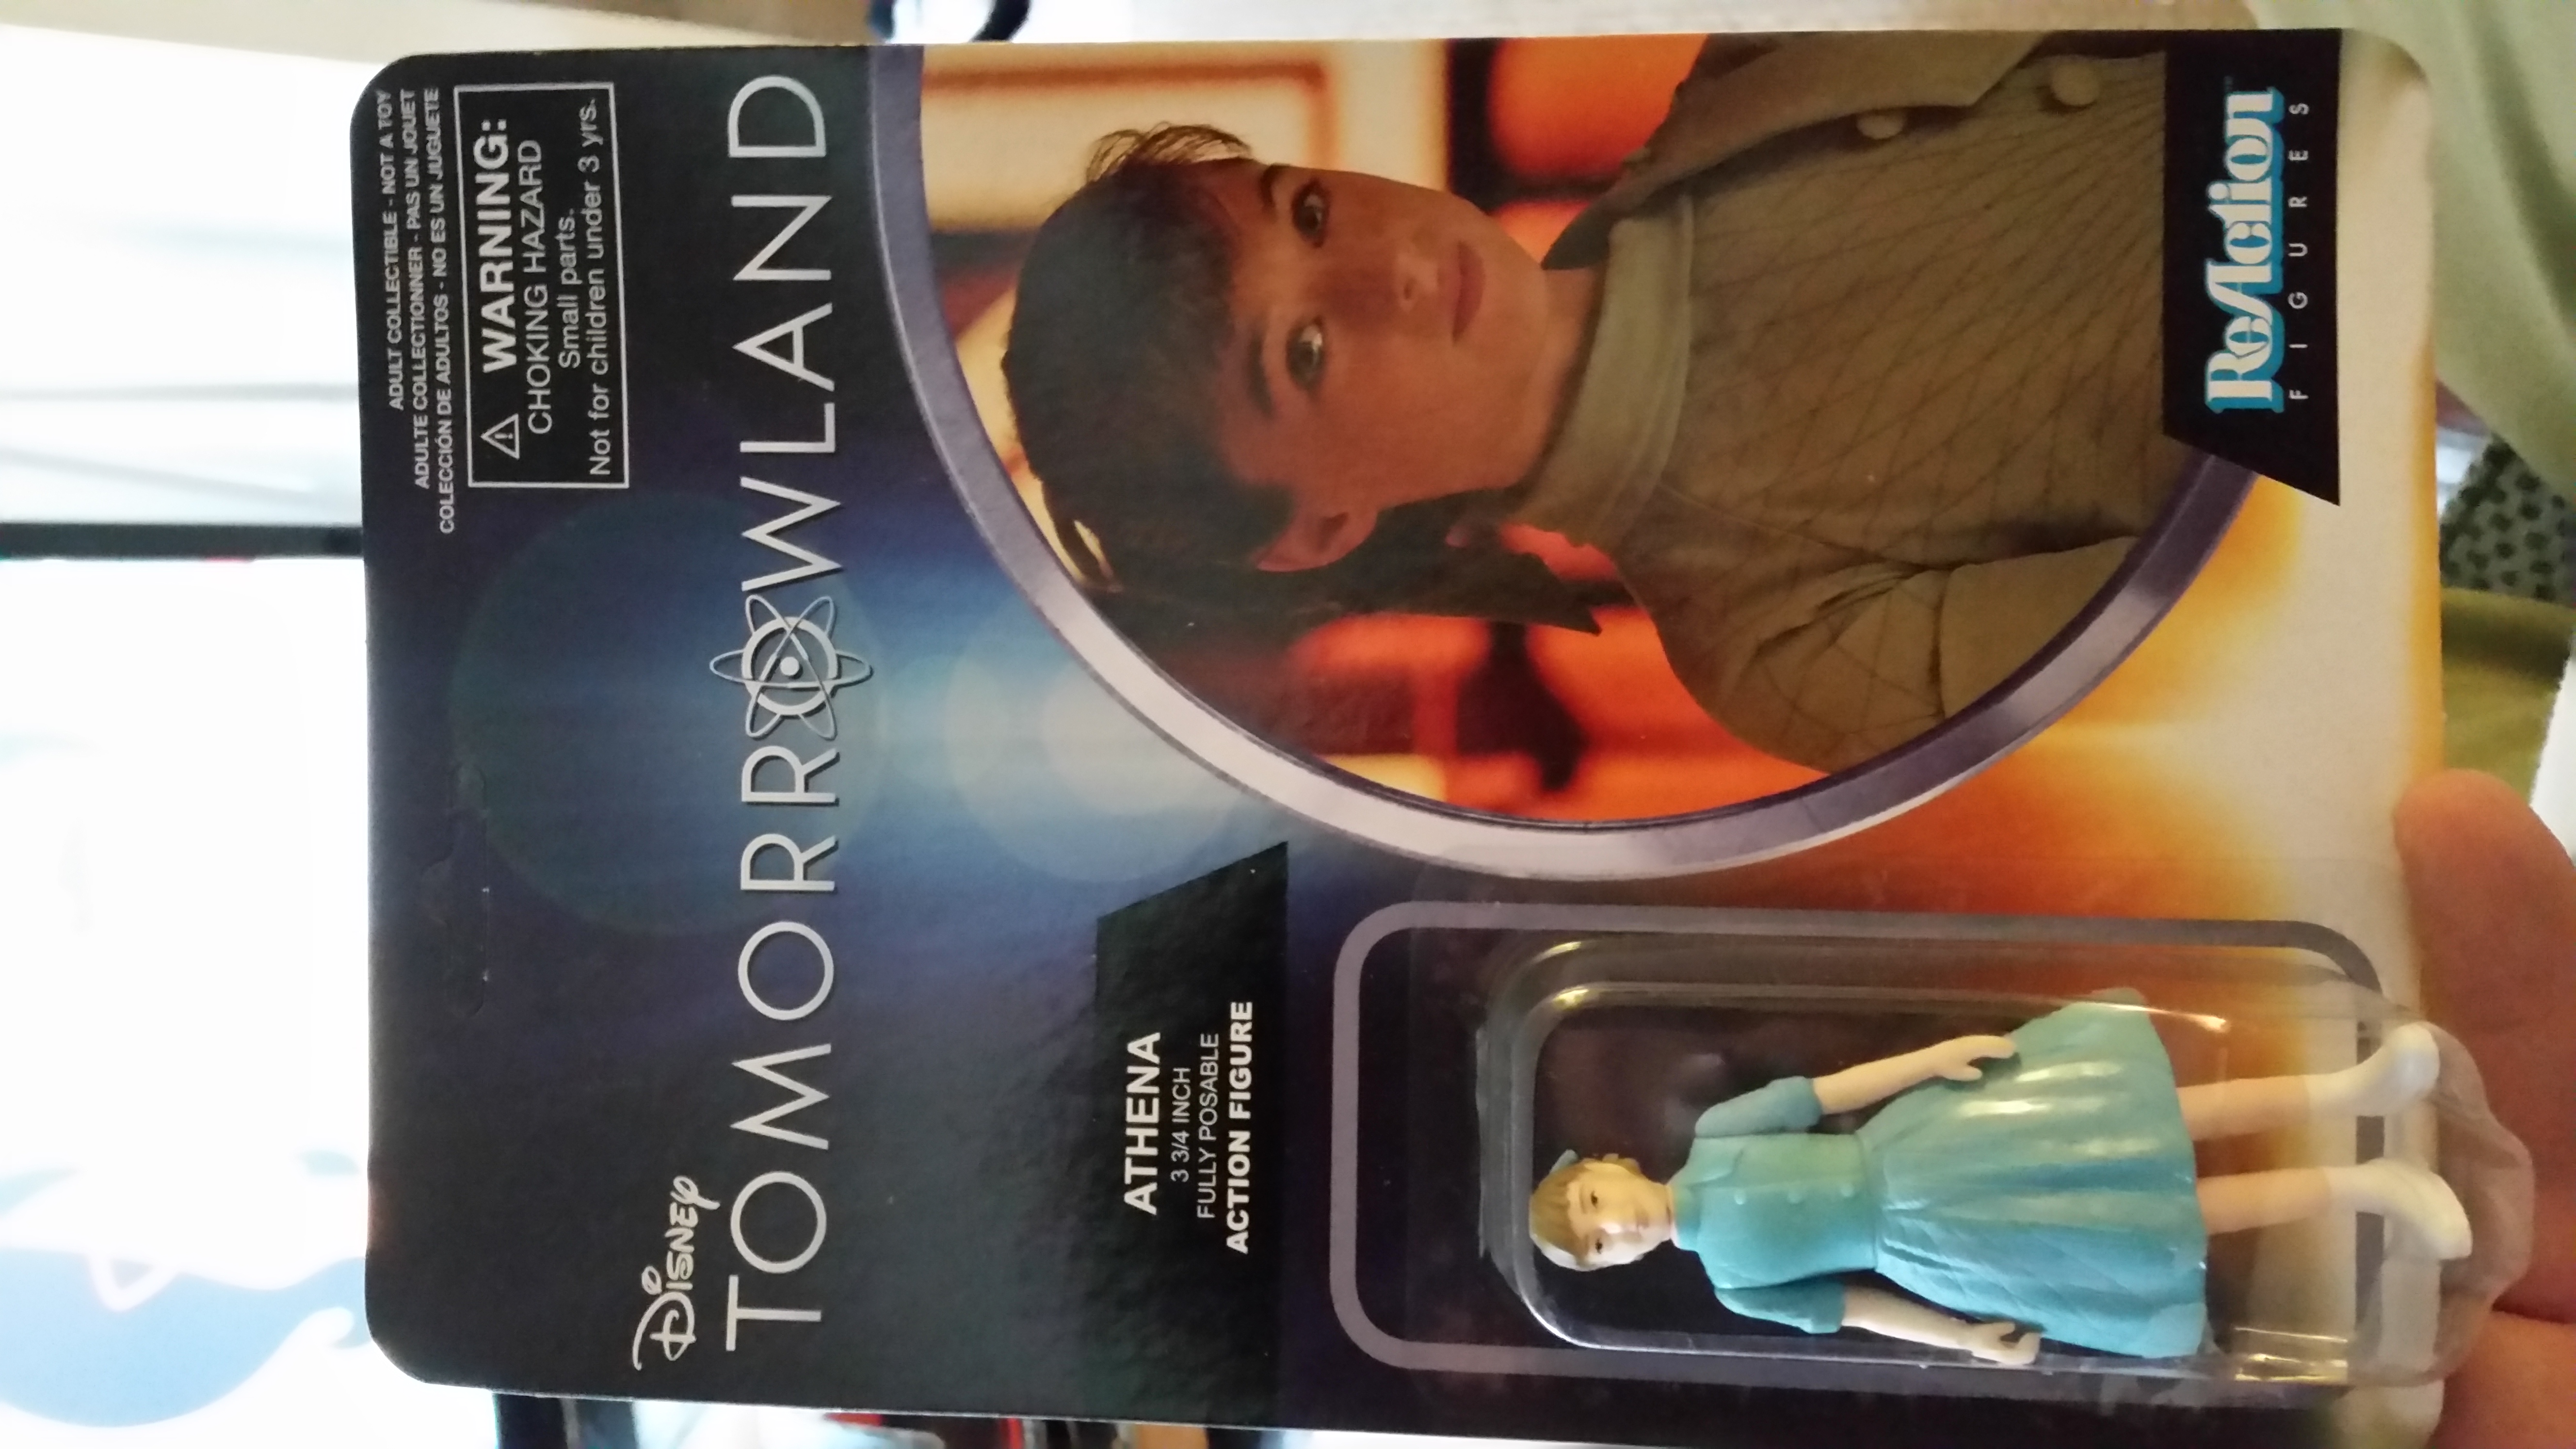 ADULT COLLECTIBLE - NOT A TOY
ADULTE COLLECTIONNER - PAS UN JOUET
COLECCIÓN DE ADULTOS - NO ES UN JUGUETE
WARNING:
CHOKING HAZARD
Small parts.
Not for children under 3 yrs.
DISNEY
TOMORROWLAND
ATHENA
3 3/4 INCH
FULLY POSABLE
ACTION FIGURE
ReAction
FIGURES